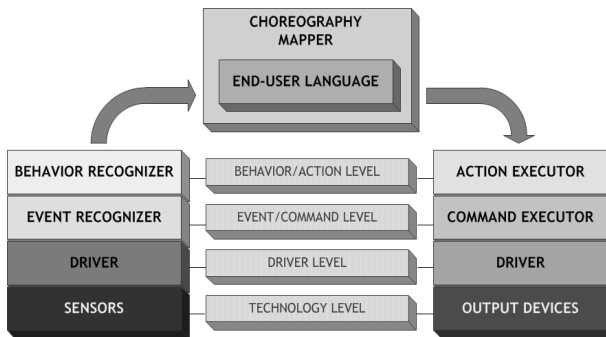 CHOREOGRAPHY
MAPPER
END-USER LANGUAGE
BEHAVIOR RECOGNIZER
BEHAVIOR/ACTION LEVEL
ACTION EXECUTOR
EVENT RECOGNIZER
EVENT/COMMAND LEVEL
COMMAND EXECUTOR
DRIVER
DRIVER LEVEL
DRIVER
SENSORS
TECHNOLOGY LEVEL
OUTPUT DEVICES